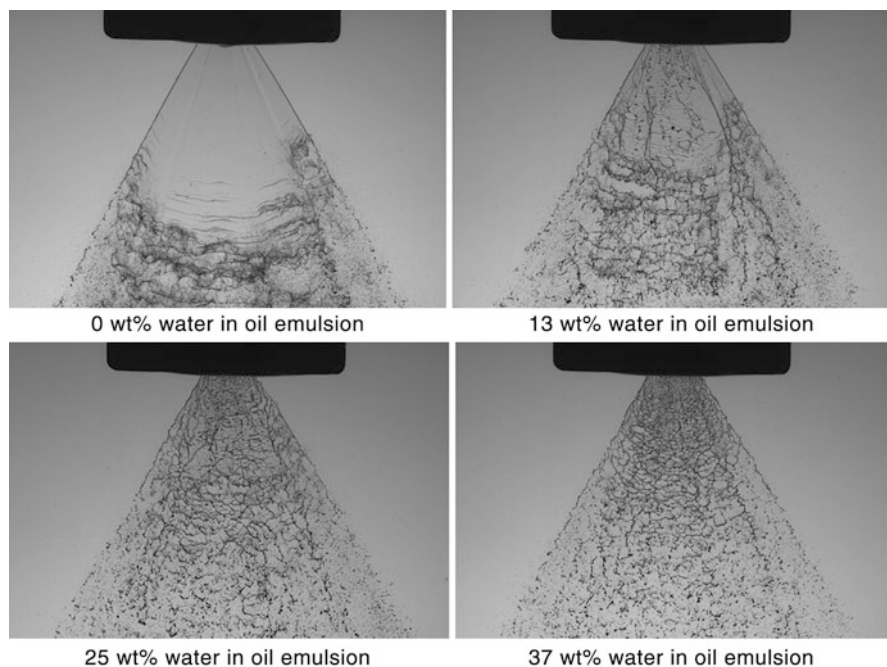 0 wt% water in oil emulsion
13 wt% water in oil emulsion
25 wt% water in oil emulsion
37 wt% water in oil emulsion